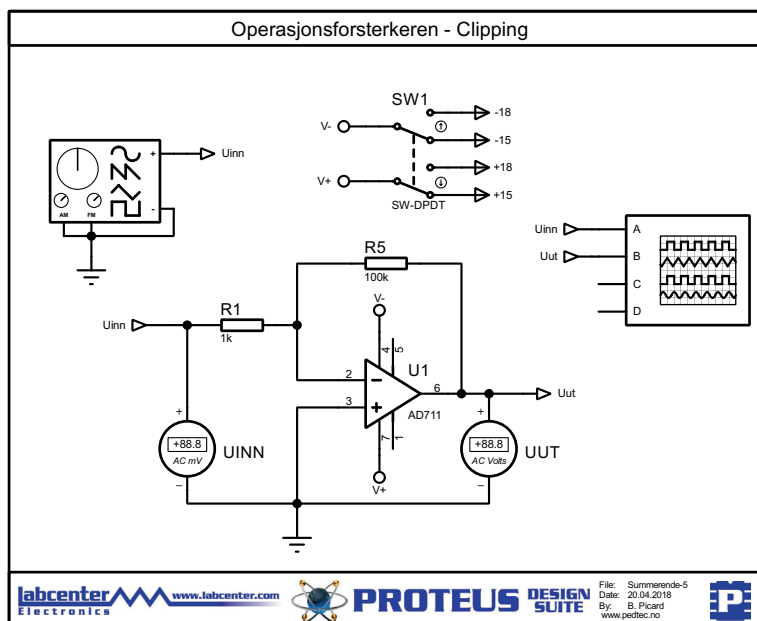 Operasjonsforsterkeren - Clipping
SW1
-18
V-
-15
+18
V+
+15
SW-DPDT
+
Uinn
-
AM FM
Uinn
A
Uut
B
C
D
R5
100k
V-
Uinn
R1
1k
4
5
U1
2
6
3
AD711
7
1
Uut
+
+88.8
AC mV
UINN
+
+88.8
AC Volts
UUT
V+
labcenter
Electronics
www.labcenter.com
PROTEUS
DESIGN
SUITE
File: Summerende-5
Date: 20.04.2018
By: B. Picard
www.pedtec.no